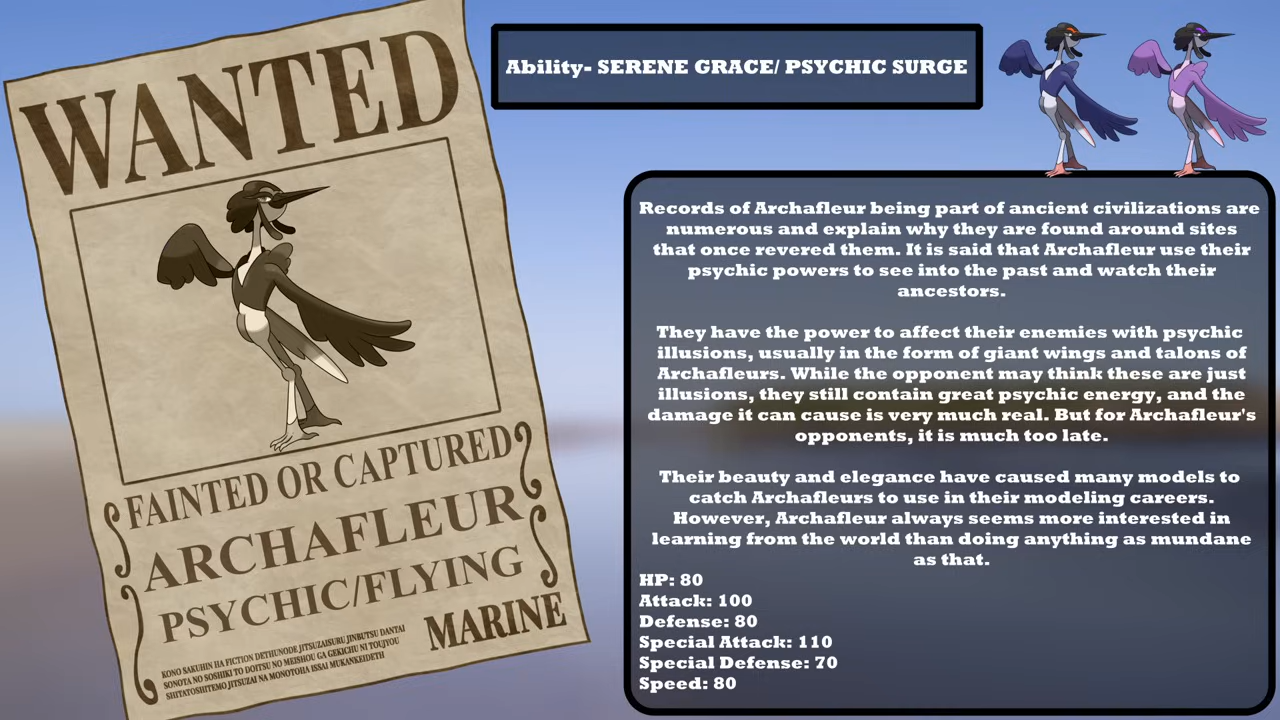 WANTED
FAINTED OR CAPTURED
ARCHAFLEUR
PSYCHIC/FLYING
KONO SAKUHIN HA FICTION DETHUNODE JITSUZAISURU JINBUTSU DANTAI
SONOTA NO SOSHIKI TO DOITSU NO MEISHOU GA GEKICHU NI TOUJYOU
SHITATOSHITEMO JITSUZAI NA MONOTOHA ISSAI MUKANKEIDETH
MARINE
Ability- SERENE GRACE/ PSYCHIC SURGE
Records of Archafleur being part of ancient civilizations are
numerous and explain why they are found around sites
that once revered them. It is said that Archafleur use their
psychic powers to see into the past and watch their
ancestors.
They have the power to affect their enemies with psychic
illusions, usually in the form of giant wings and talons of
Archafleurs. While the opponent may think these are just
illusions, they still contain great psychic energy, and the
damage it can cause is very much real. But for Archafleur's
opponents, it is much too late.
Their beauty and elegance have caused many models to
catch Archafleurs to use in their modeling careers.
However, Archafleur always seems more interested in
learning from the world than doing anything as mundane
as that.
HP: 80
Attack: 100
Defense: 80
Special Attack: 110
Special Defense: 70
Speed: 80